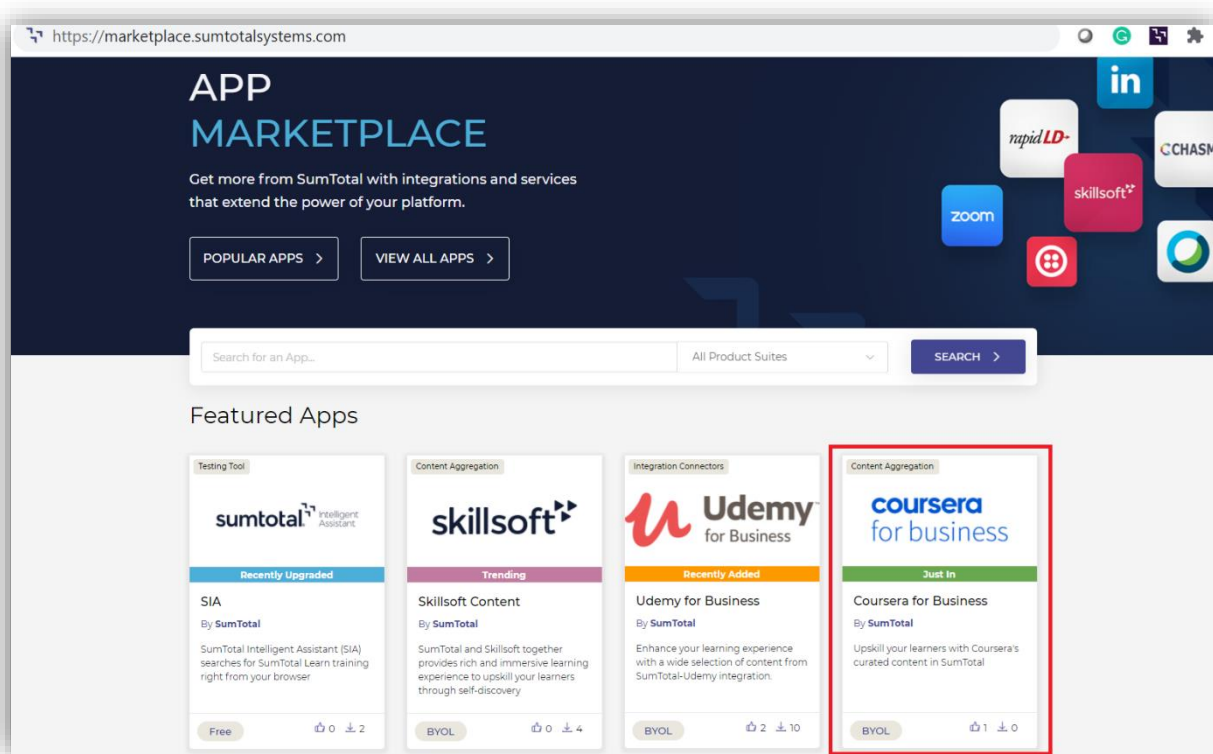 https://marketplace.sumtotalsystems.com
APP
MARKETPLACE
Get more from SumTotal with integrations and services
that extend the power of your platform.
POPULAR APPS >
VIEW ALL APPS >
in
rapid LD+
CCHASM
skillsoft
zoom
Search for an App...
All Product Suites
SEARCH >
Featured Apps
Testing Tool
sumtotal Intelligent Assistant
Recently Upgraded
SIA
By SumTotal
SumTotal Intelligent Assistant (SIA)
searches for SumTotal Learn training
right from your browser
Free
0 2
Content Aggregation
skillsoft
Trending
Skillsoft Content
By SumTotal
SumTotal and Skillsoft together
provides rich and immersive learning
experience to upskill your learners
through self-discovery
BYOL
0 4
Integration Connectors
Udemy
for Business
Recently Added
Udemy for Business
By SumTotal
Enhance your learning experience
with a wide selection of content from
SumTotal-Udemy integration.
BYOL
2 10
Content Aggregation
coursera
for business
Just In
Coursera for Business
By SumTotal
Upskill your learners with Coursera's
curated content in SumTotal
BYOL
1 0